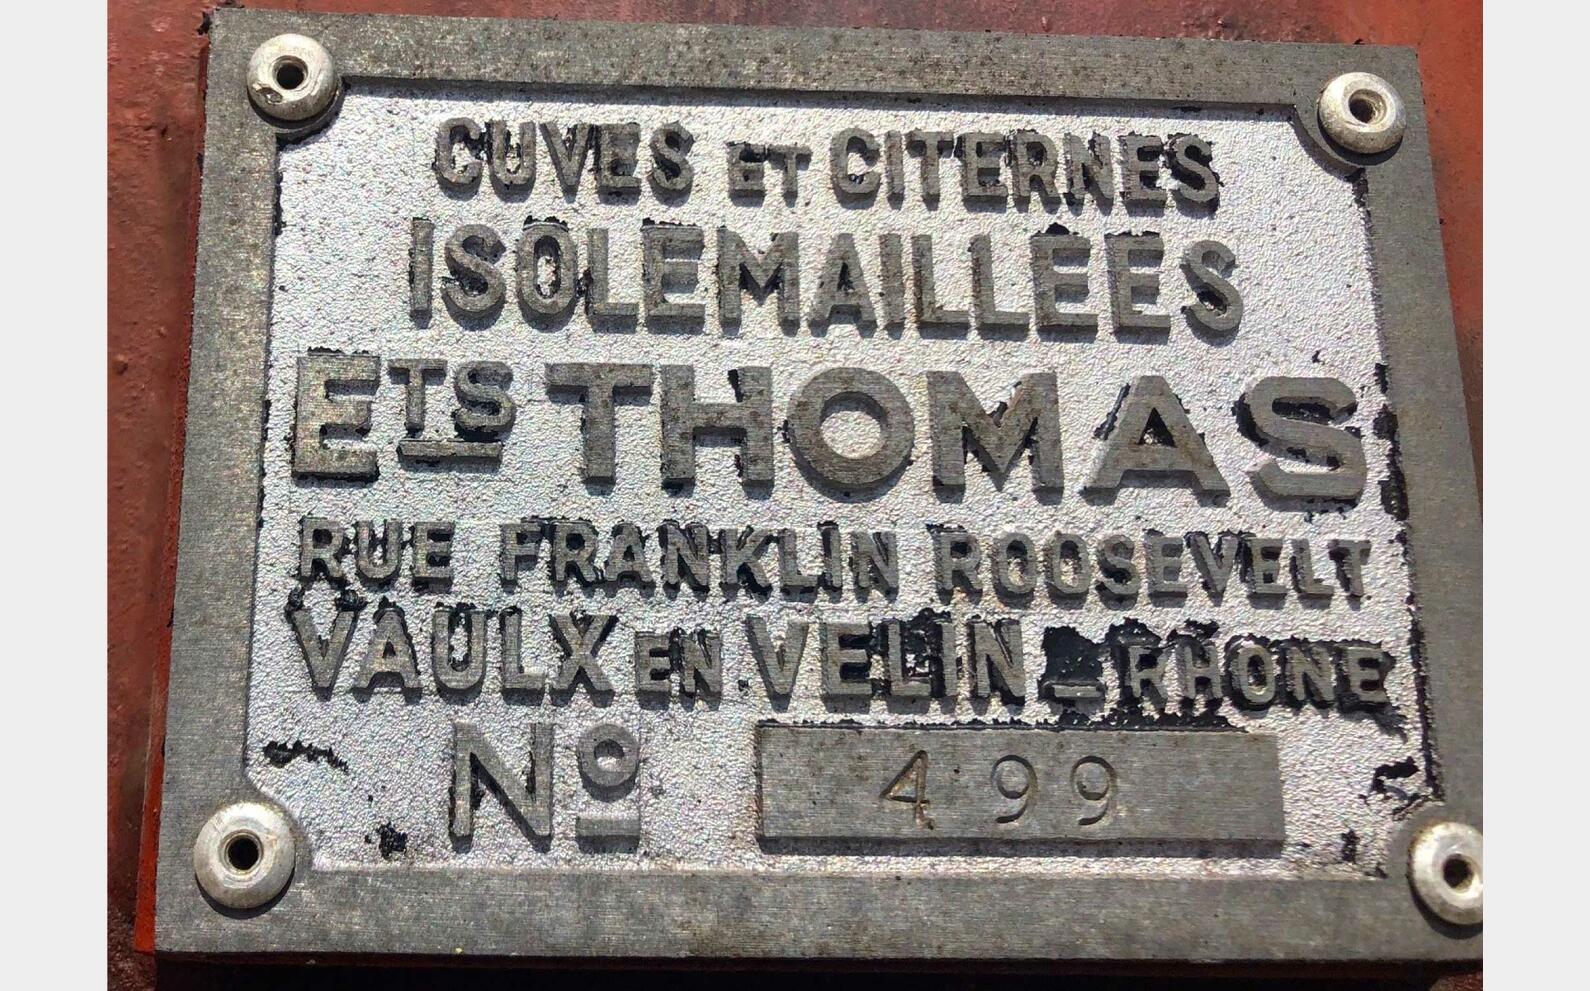 CUVES ET CITERNES
ISOLEMAILLÉES
ETS THOMAS
RUE FRANKLIN ROOSEVELT
VAULX EN VELIN _ RHONE
Nº 499